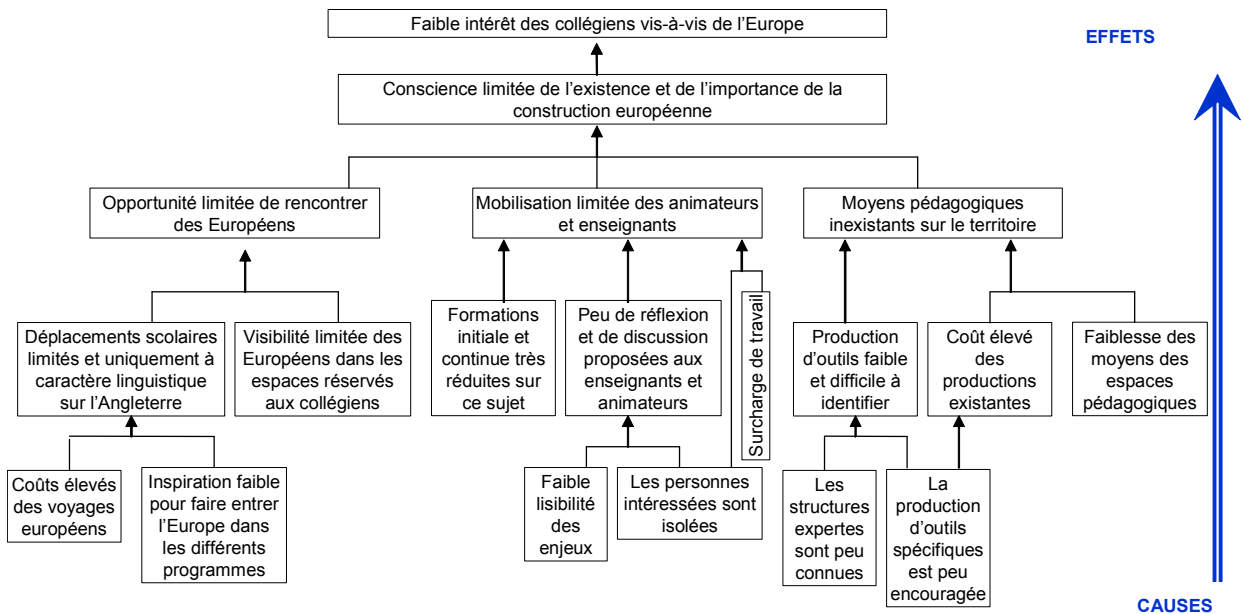 Faible intérêt des collégiens vis-à-vis de l'Europe
EFFETS
Conscience limitée de l'existence et de l'importance de la
construction européenne
Opportunité limitée de rencontrer
des Européens
Mobilisation limitée des animateurs
et enseignants
Moyens pédagogiques
inexistants sur le territoire
Déplacements scolaires
limités et uniquement à
caractère linguistique
sur l'Angleterre
Visibilité limitée des
Européens dans les
espaces réservés
aux collégiens
Formations
initiale et
continue très
réduites sur
ce sujet
Peu de réflexion
et de discussion
proposées aux
enseignants et
animateurs
Surcharge de travail
Production
d'outils faible
et difficile à
identifier
Coût élevé
des
productions
existantes
Faiblesse des
moyens des
espaces
pédagogiques
Coûts élevés
des voyages
européens
Inspiration faible
pour faire entrer
l'Europe dans
les différents
programmes
Faible
lisibilité
des
enjeux
Les personnes
intéressées sont
isolées
Les
structures
expertes
sont peu
connues
La
production
d'outils
spécifiques
est peu
encouragée
CAUSES